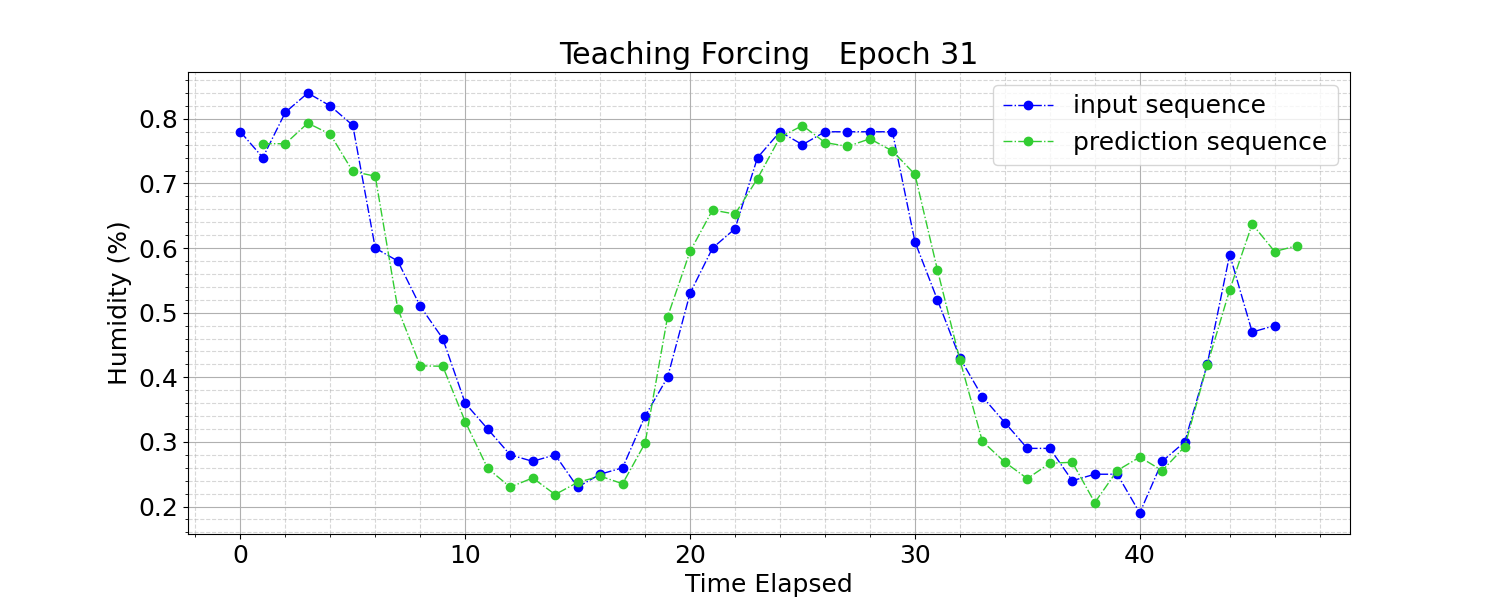 Teaching Forcing   Epoch 31
input sequence
prediction sequence
Humidity (%)
0.8
0.7
0.6
0.5
0.4
0.3
0.2
0 10 20 30 40
Time Elapsed